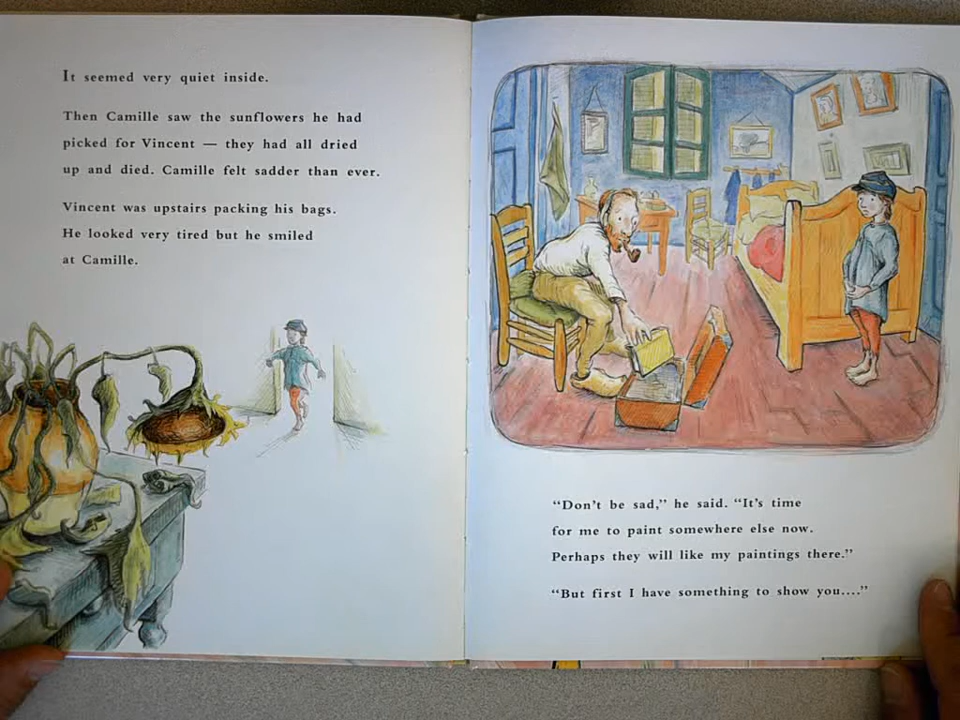 It seemed very quiet inside.
Then Camille saw the sunflowers he had
picked for Vincent — they had all dried
up and died. Camille felt sadder than ever.
Vincent was upstairs packing his bags.
He looked very tired but he smiled
at Camille.
“Don’t be sad,” he said. “It’s time
for me to paint somewhere else now.
Perhaps they will like my paintings there.”
“But first I have something to show you....”